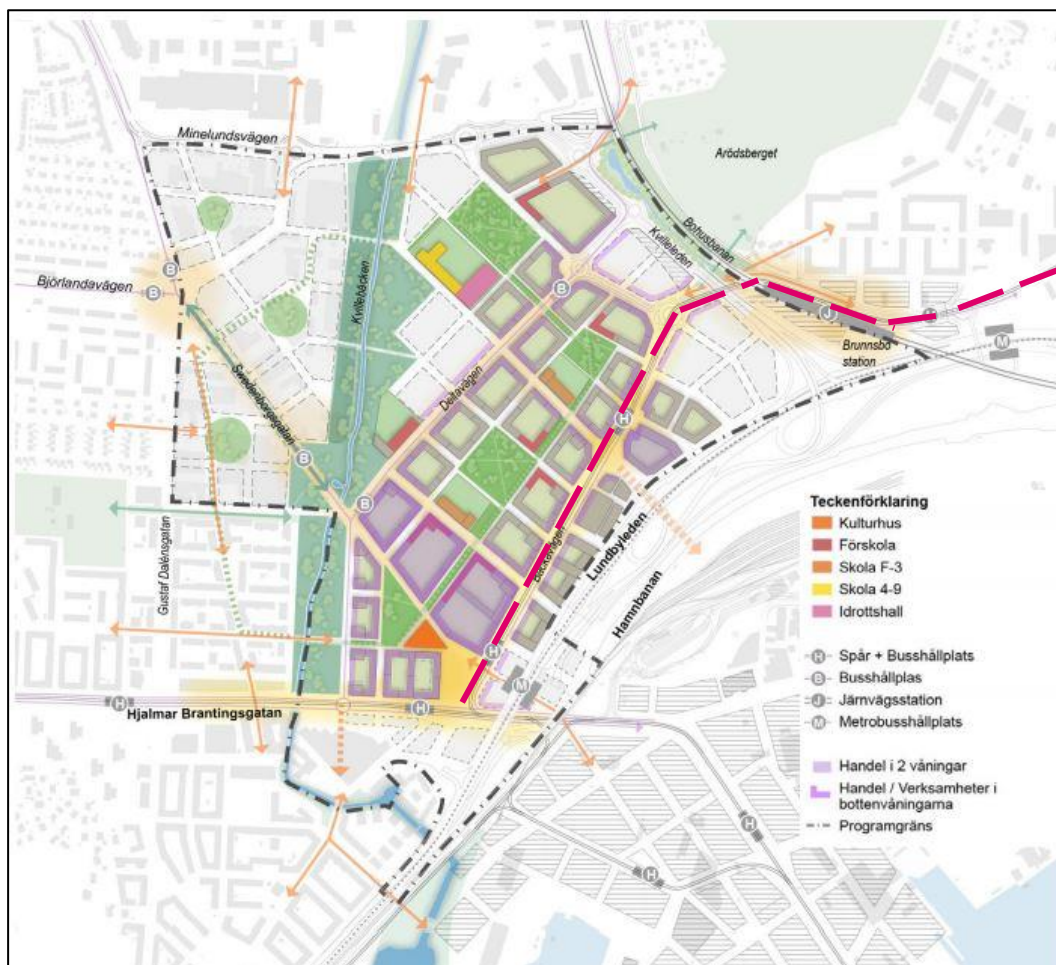 Minelundsvägen
Arödsberget
Bohusbanan
Kvilleleden
Björlandavägen
B
B
Kvillebäcken
B
J
J
Brunnsbo
station
M
Deltavägen
Swedenborgsgatan
H
B
B
Gustaf Dalénsgatan
Backavägen
Lundbyleden
Hamnbanan
H
M
H
Hjalmar Brantingsgatan
H
H
H
H
Teckenförklaring
Kulturhus
Förskola
Skola F-3
Skola 4-9
Idrottshall
H Spår + Busshållplats
B Busshållplas
J Järnvägsstation
M Metrobusshållplats
Handel i 2 våningar
Handel / Verksamheter i
bottenvåningarna
Programgräns